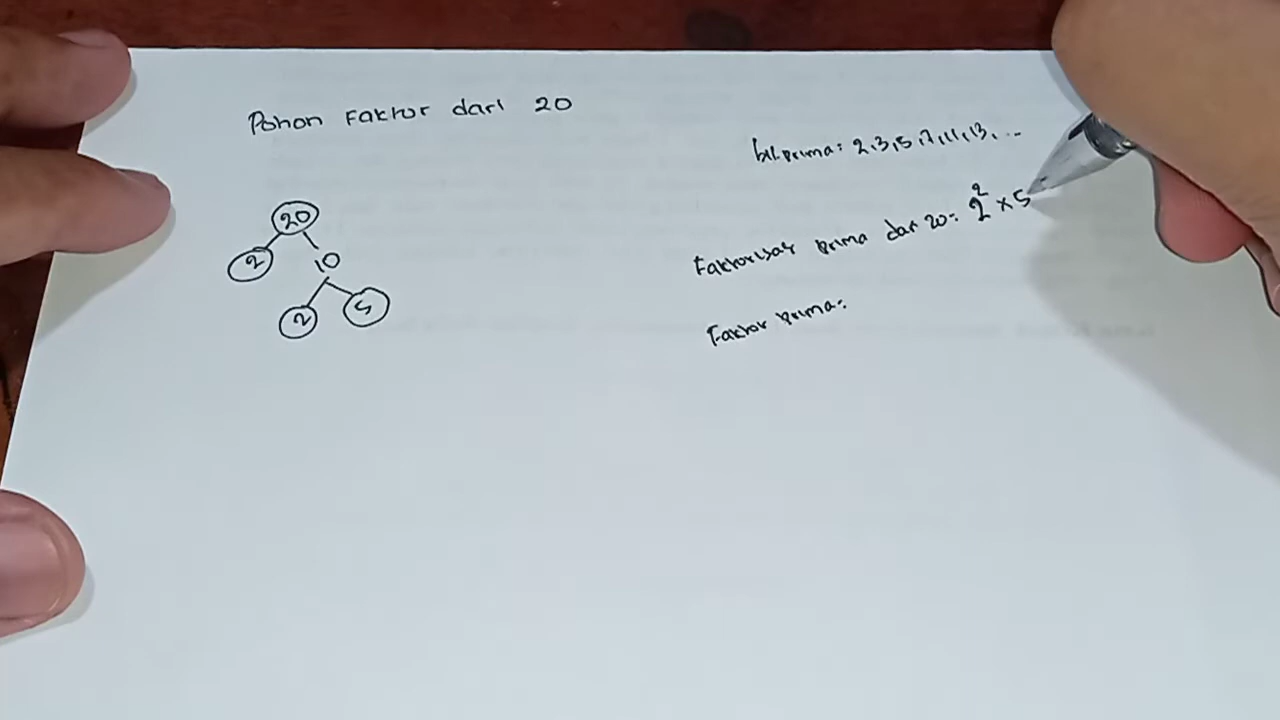 Pohon Faktor dari 20
bil. prima: 2, 3, 5, 7, 11, 13, ...
20
2 10
2 5
Faktorisasi prima dari 20 = 2² × 5
Faktor prima: